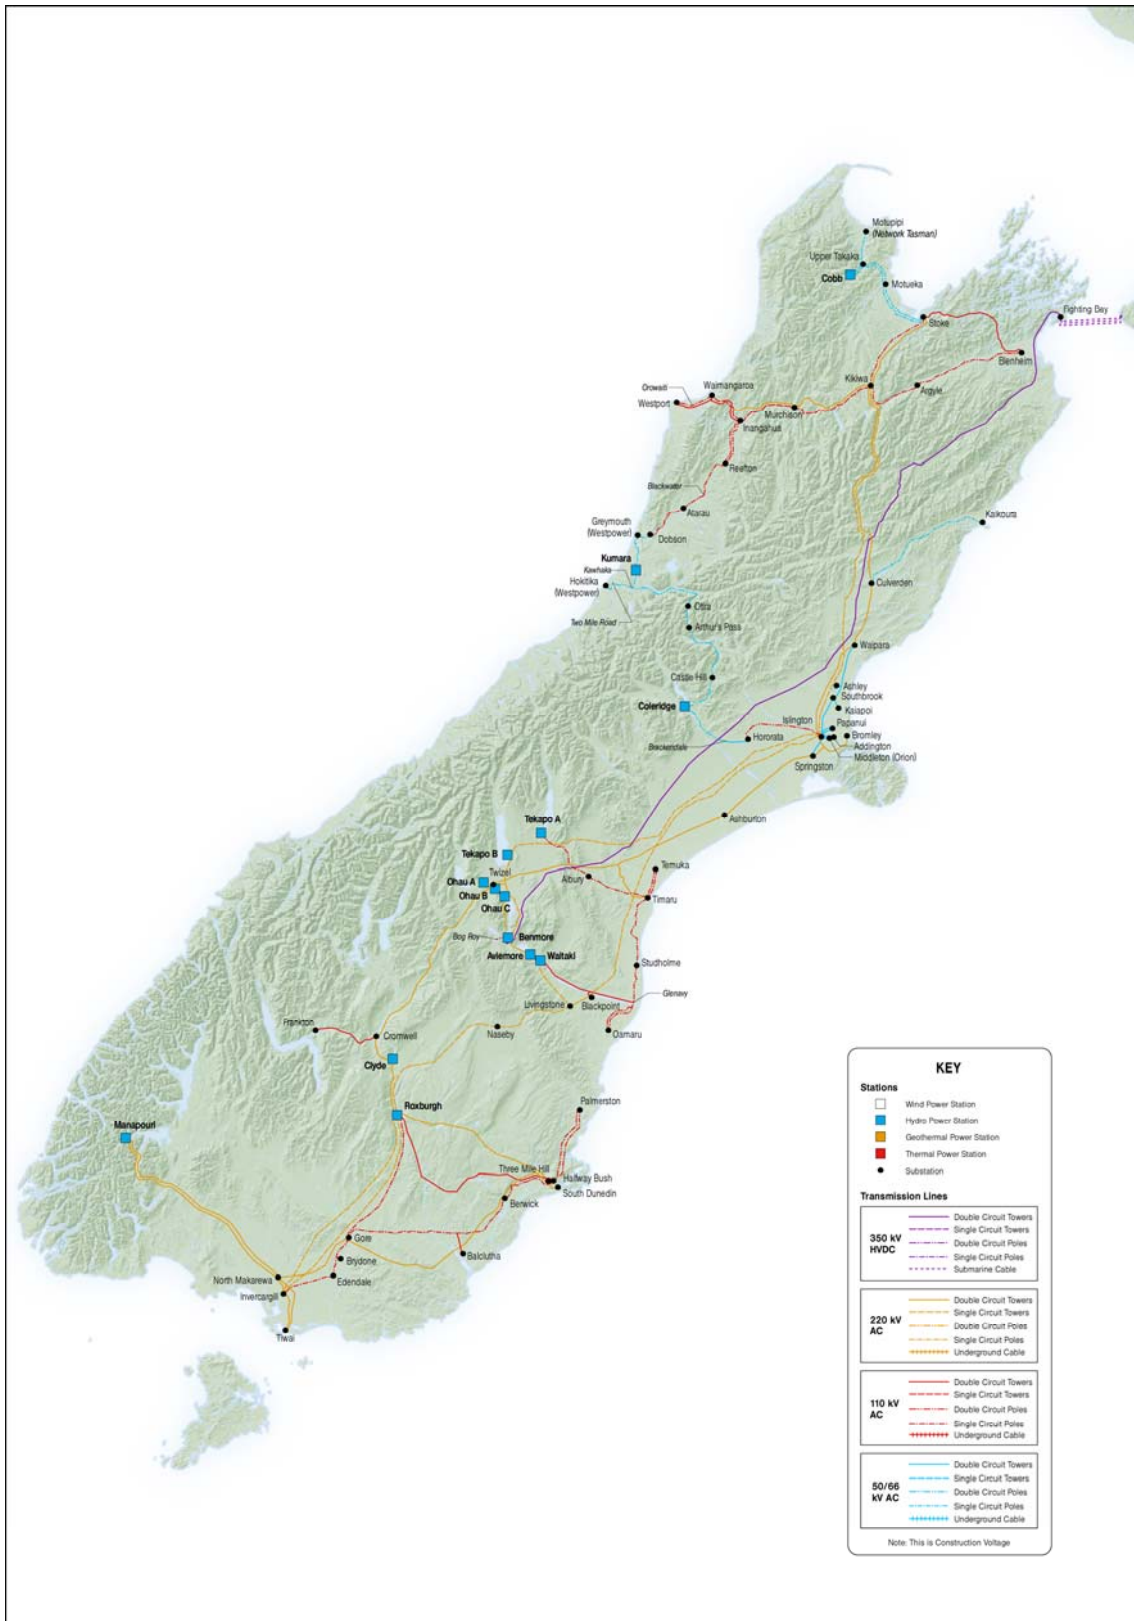 Motupipi
(Network Tasman)
Upper Takaka
Cobb
Motueka
Stoke
Fighting Bay
Blenheim
Kikiwa
Argyle
Waimangaroa
Orowaiti
Westport
Murchison
Inangahua
Reefton
Blackwater
Atarau
Greymouth
(Westpower)
Dobson
Kaikoura
Kumara
Kawhaka
Hokitika
(Westpower)
Culverden
Otira
Two Mile Road
Arthur's Pass
Waipara
Castle Hill
Ashley
Southbrook
Coleridge
Kaiapoi
Islington
Papanui
Brackendale
Hororata
Bromley
Addington
Middleton (Orion)
Springston
Tekapo A
Ashburton
Tekapo B
Twizel
Albury
Temuka
Ohau A
Ohau B
Ohau C
Timaru
Bog Roy
Benmore
Aviemore
Waitaki
Studholme
Glenavy
Livingstone
Blackpoint
Frankton
Cromwell
Naseby
Oamaru
Clyde
Roxburgh
Palmerston
Manapouri
Three Mile Hill
Halfway Bush
South Dunedin
Berwick
Gore
Balclutha
Brydone
North Makarewa
Edendale
Invercargill
Tiwai
KEY
Stations
Wind Power Station
Hydro Power Station
Geothermal Power Station
Thermal Power Station
Substation
Transmission Lines
350 kV
HVDC
Double Circuit Towers
Single Circuit Towers
Double Circuit Poles
Single Circuit Poles
Submarine Cable
220 kV
AC
Double Circuit Towers
Single Circuit Towers
Double Circuit Poles
Single Circuit Poles
Underground Cable
110 kV
AC
Double Circuit Towers
Single Circuit Towers
Double Circuit Poles
Single Circuit Poles
Underground Cable
50/66
kV AC
Double Circuit Towers
Single Circuit Towers
Double Circuit Poles
Single Circuit Poles
Underground Cable
Note: This is Construction Voltage